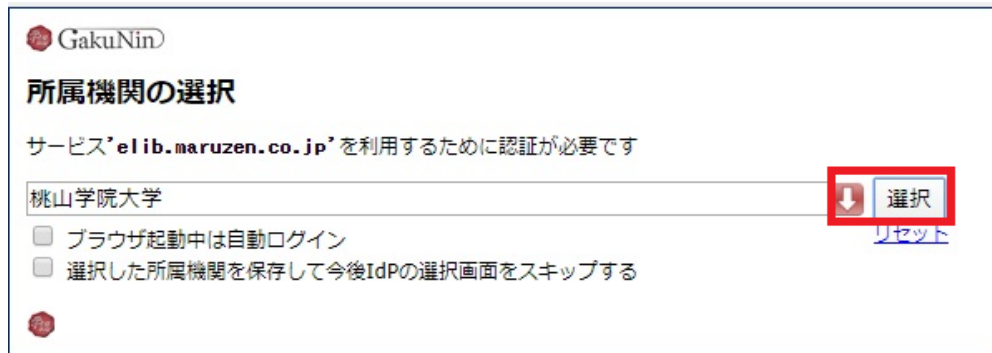 GakuNin
所属機関の選択
サービス'elib.maruzen.co.jp'を利用するために認証が必要です
桃山学院大学 選択
リセット
ブラウザ起動中は自動ログイン
選択した所属機関を保存して今後IdPの選択画面をスキップする